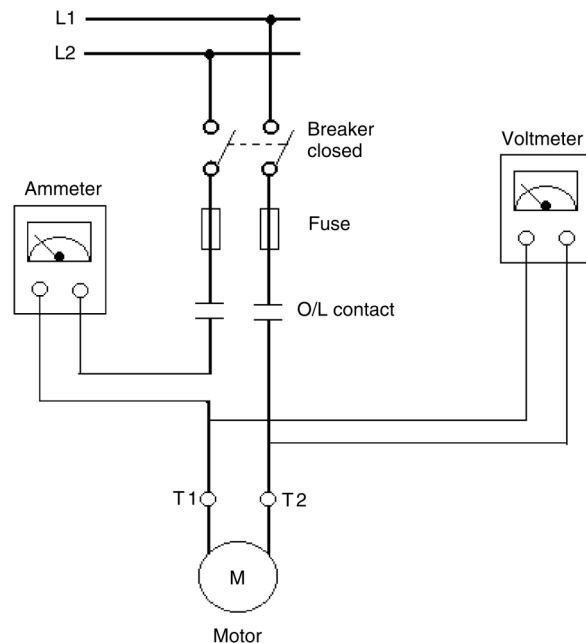 L1
L2
Breaker
closed
Voltmeter
Ammeter
Fuse
O/L contact
T1
T2
M
Motor